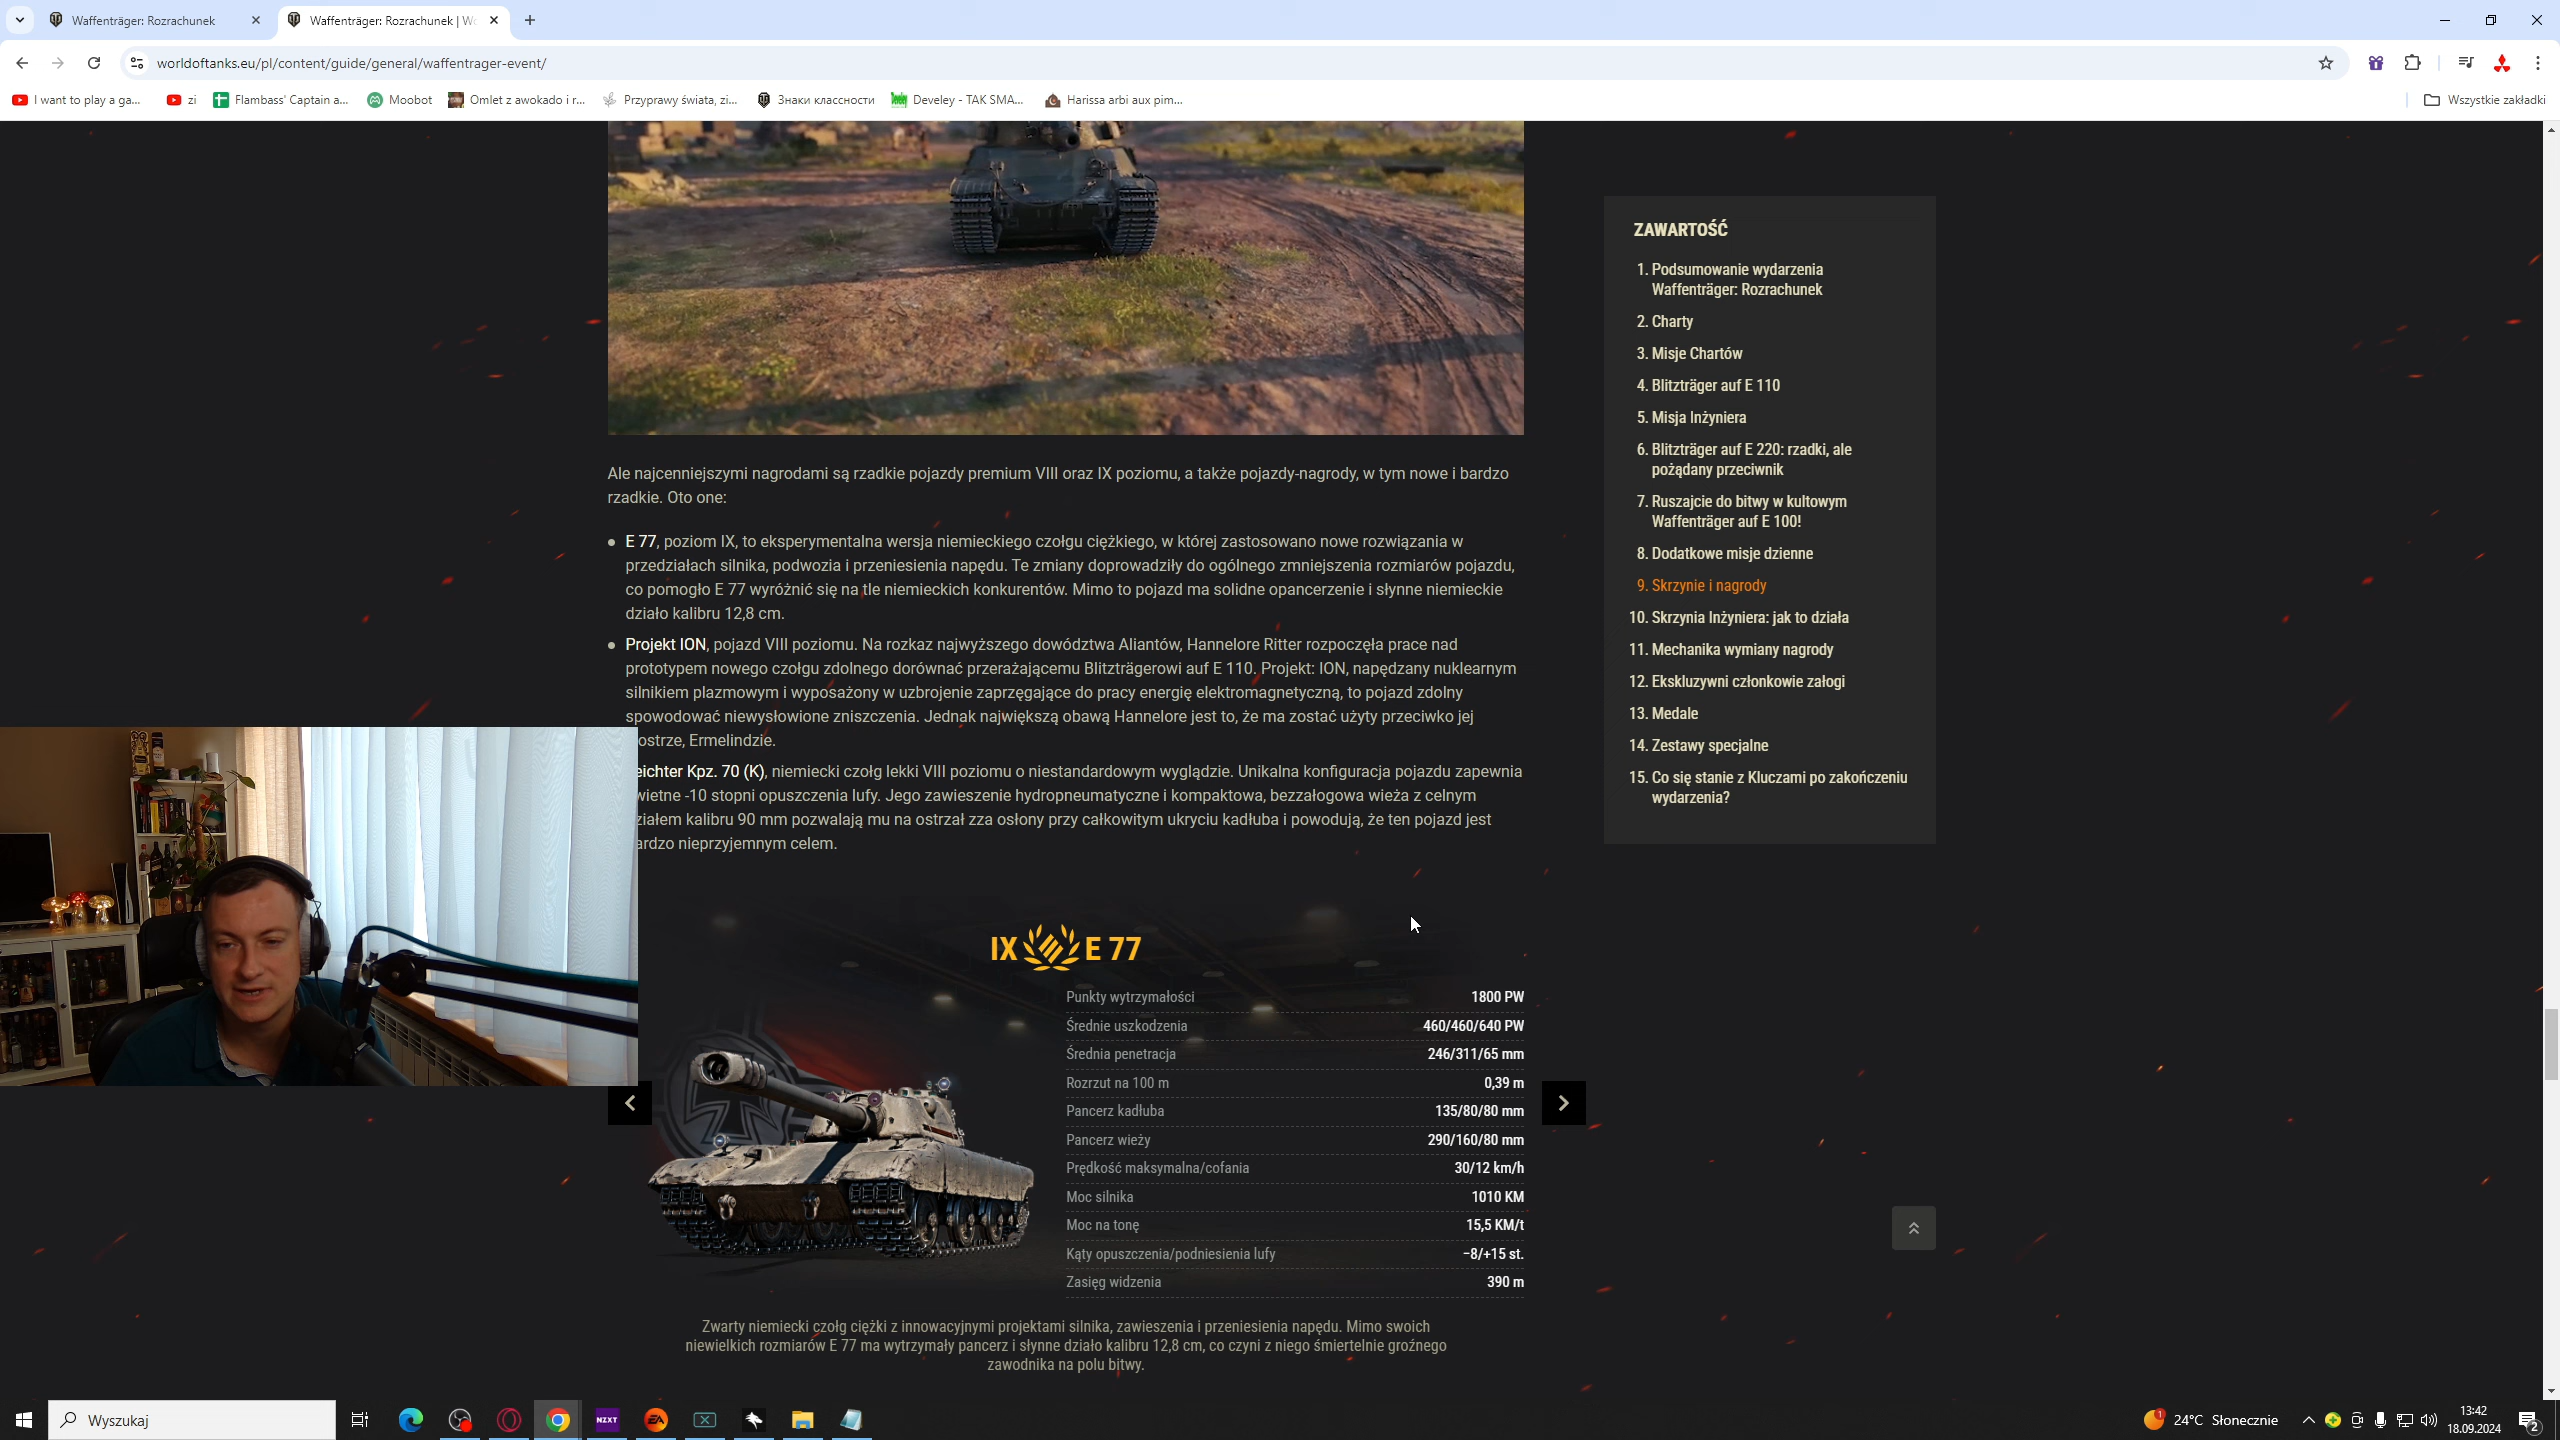 Waffenträger: Rozrachunek
Waffenträger: Rozrachunek | Wo
worldoftanks.eu/pl/content/guide/general/waffentrager-event/
I want to play a ga...
zi
Flambass' Captain a...
Moobot
Omlet z awokado i r...
Przyprawy świata, zi...
Знаки классности
Develey - TAK SMA...
Harissa arbi aux pim...
Wszystkie zakładki
Ale najcenniejszymi nagrodami są rzadkie pojazdy premium VIII oraz IX poziomu, a także pojazdy-nagrody, w tym nowe i bardzo
rzadkie. Oto one:
E 77, poziom IX, to eksperymentalna wersja niemieckiego czołgu ciężkiego, w której zastosowano nowe rozwiązania w
przedziałach silnika, podwozia i przeniesienia napędu. Te zmiany doprowadziły do ogólnego zmniejszenia rozmiarów pojazdu,
co pomogło E 77 wyróżnić się na tle niemieckich konkurentów. Mimo to pojazd ma solidne opancerzenie i słynne niemieckie
działo kalibru 12,8 cm.
Projekt ION, pojazd VIII poziomu. Na rozkaz najwyższego dowództwa Aliantów, Hannelore Ritter rozpoczęła prace nad
prototypem nowego czołgu zdolnego dorównać przerażającemu Blitzträgerowi auf E 110. Projekt: ION, napędzany nuklearnym
silnikiem plazmowym i wyposażony w uzbrojenie zaprzęgające do pracy energię elektromagnetyczną, to pojazd zdolny
spowodować niewysłowione zniszczenia. Jednak największą obawą Hannelore jest to, że ma zostać użyty przeciwko jej
ostrze, Ermelindzie.
eichter Kpz. 70 (K), niemiecki czołg lekki VIII poziomu o niestandardowym wyglądzie. Unikalna konfiguracja pojazdu zapewnia
wietne -10 stopni opuszczenia lufy. Jego zawieszenie hydropneumatyczne i kompaktowa, bezzałogowa wieża z celnym
ziałem kalibru 90 mm pozwalają mu na ostrzał zza osłony przy całkowitym ukryciu kadłuba i powodują, że ten pojazd jest
ardzo nieprzyjemnym celem.
IX E 77
Punkty wytrzymałości 1800 PW
Średnie uszkodzenia 460/460/640 PW
Średnia penetracja 246/311/65 mm
Rozrzut na 100 m 0,39 m
Pancerz kadłuba 135/80/80 mm
Pancerz wieży 290/160/80 mm
Prędkość maksymalna/cofania 30/12 km/h
Moc silnika 1010 KM
Moc na tonę 15,5 KM/t
Kąty opuszczenia/podniesienia lufy −8/+15 st.
Zasięg widzenia 390 m
Zwarty niemiecki czołg ciężki z innowacyjnymi projektami silnika, zawieszenia i przeniesienia napędu. Mimo swoich
niewielkich rozmiarów E 77 ma wytrzymały pancerz i słynne działo kalibru 12,8 cm, co czyni z niego śmiertelnie groźnego
zawodnika na polu bitwy.
ZAWARTOŚĆ
1. Podsumowanie wydarzenia
Waffenträger: Rozrachunek
2. Charty
3. Misje Chartów
4. Blitzträger auf E 110
5. Misja Inżyniera
6. Blitzträger auf E 220: rzadki, ale
pożądany przeciwnik
7. Ruszajcie do bitwy w kultowym
Waffenträger auf E 100!
8. Dodatkowe misje dzienne
9. Skrzynie i nagrody
10. Skrzynia Inżyniera: jak to działa
11. Mechanika wymiany nagrody
12. Ekskluzywni członkowie załogi
13. Medale
14. Zestawy specjalne
15. Co się stanie z Kluczami po zakończeniu
wydarzenia?
Wyszukaj
NZXT
EA
1
24°C Słonecznie
13:42
18.09.2024
2